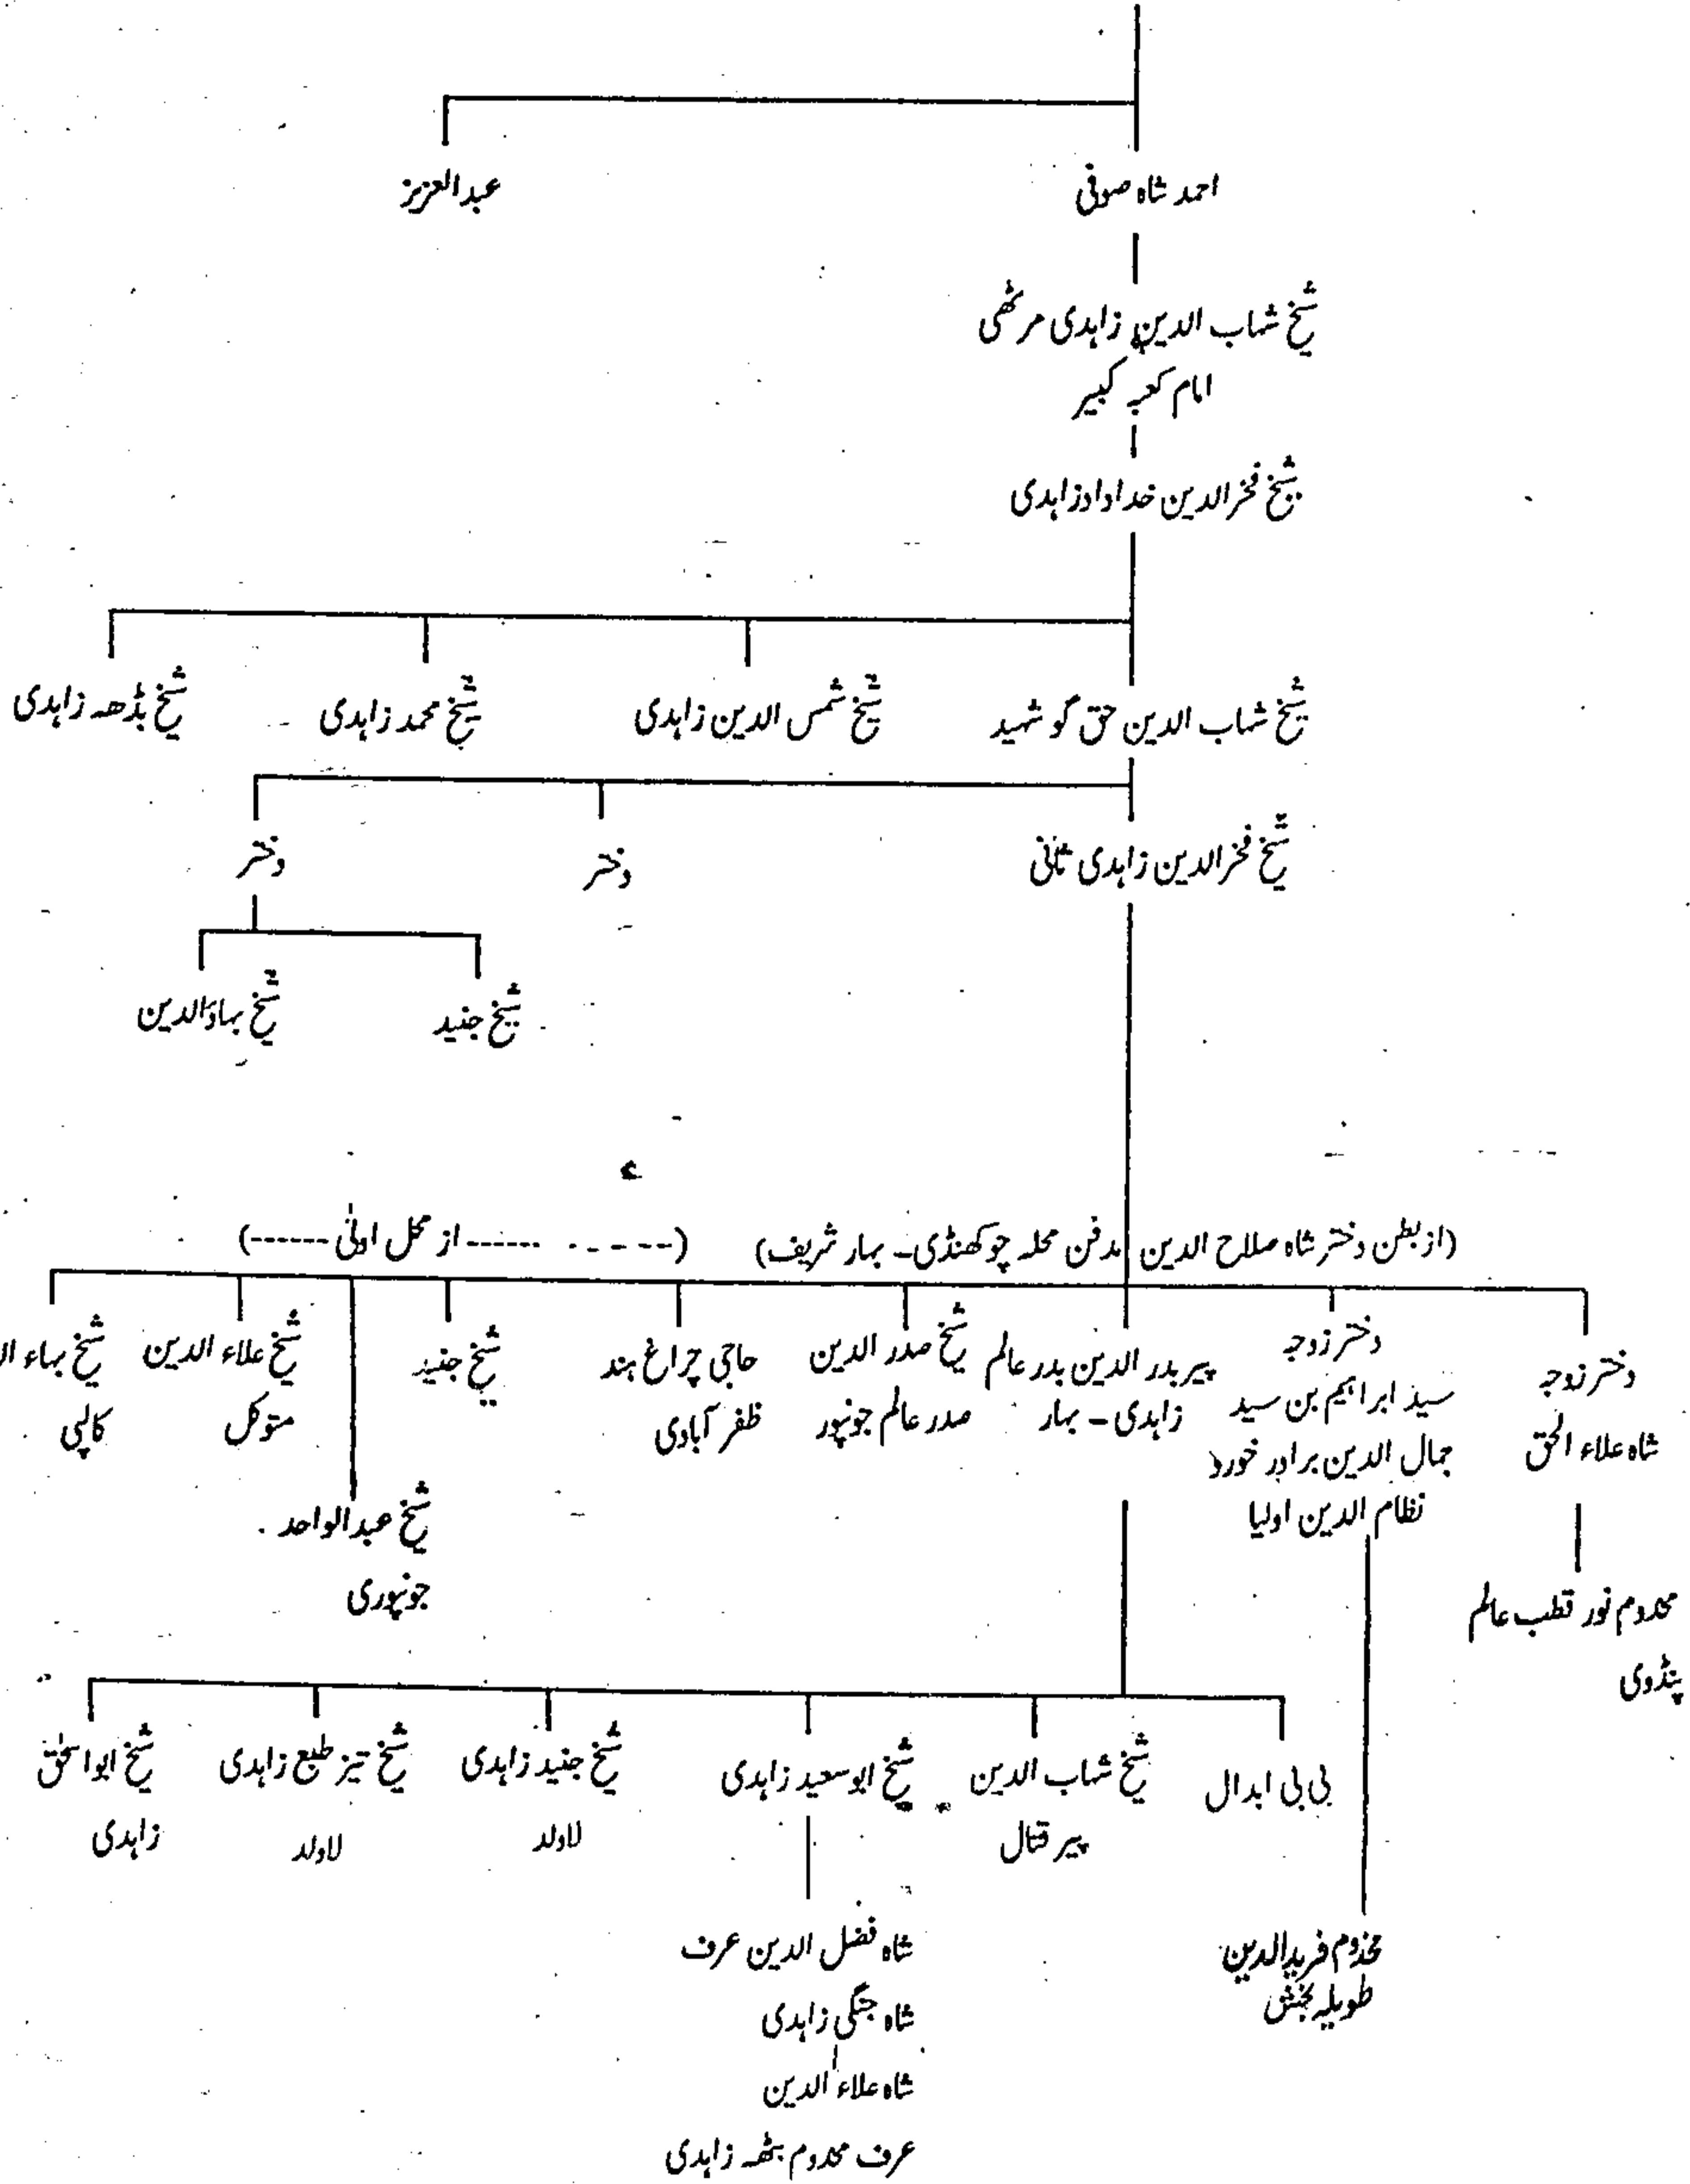 احمد شاہ صوفی
عبدالعزیز
شیخ شہاب الدین زاہدی مرٹھی
امام کعبہ کبیر
شیخ فخرالدین خداداد زاہدی
شیخ شہاب الدین حق گو شہید
شیخ شمس الدین زاہدی
شیخ محمد زاہدی
شیخ بڈھہ زاہدی
شیخ فخرالدین زاہدی ثانی
دختر
دختر
شیخ جنید
شیخ بہاؤالدین
(از بطن دختر شاہ صلاح الدین مدفن محلہ چوکھنڈی۔ بہار شریف)
(------ ------از محل اولیٰ------)
دختر زوجہ
شاہ علاء الحق
دختر زوجہ
سید ابراہیم بن سید
جمال الدین برادر خورد
نظام الدین اولیا
پیر بدر الدین بدر عالم
زاہدی - بہار
شیخ صدر الدین
صدر عالم جونپور
حاجی چراغ ہند
ظفر آبادی
شیخ جنید
شیخ علاء الدین
متوکل
شیخ بہاء ال
کالپی
شیخ عبدالواحد
جونپوری
مخدوم نور قطب عالم
پنڈوی
بی بی ابدال
شیخ شہاب الدین
پیر قتال
شیخ ابو سعید زاہدی
شیخ جنید زاہدی
لاولد
شیخ تیز طبع زاہدی
لاولد
شیخ ابواسحٰق
زاہدی
مخدوم فریدالدین
طویلہ بخش
شاہ فضل الدین عرف
شاہ جنگی زاہدی
شاہ علاء الدین
عرف مخدوم بٹھہ زاہدی